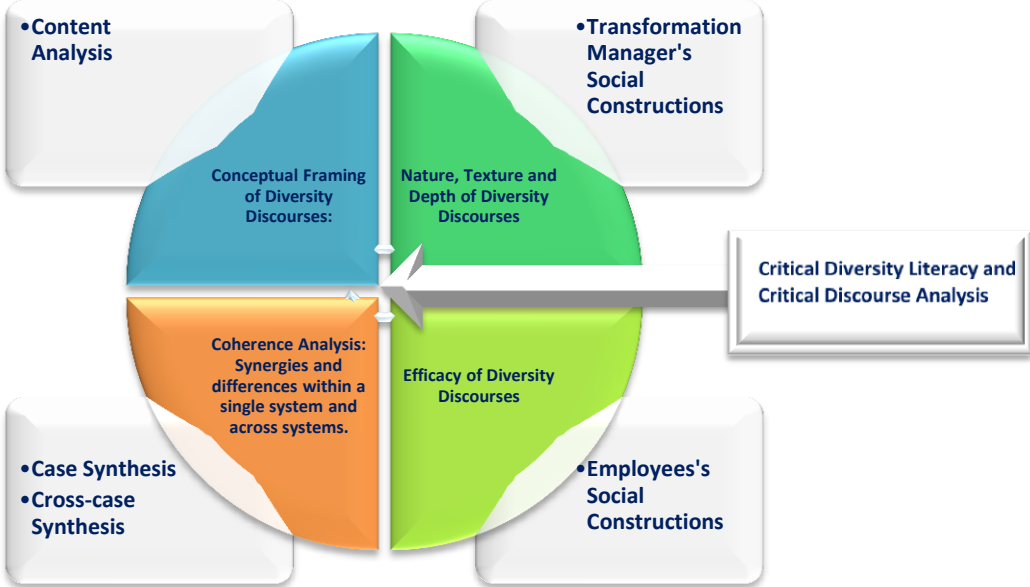 •Content
Analysis
•Transformation
Manager's
Social
Constructions
Conceptual Framing
of Diversity
Discourses:
Nature, Texture and
Depth of Diversity
Discourses
Critical Diversity Literacy and
Critical Discourse Analysis
Coherence Analysis:
Synergies and
differences within a
single system and
across systems.
Efficacy of Diversity
Discourses
•Case Synthesis
•Cross-case
Synthesis
•Employees's
Social
Constructions